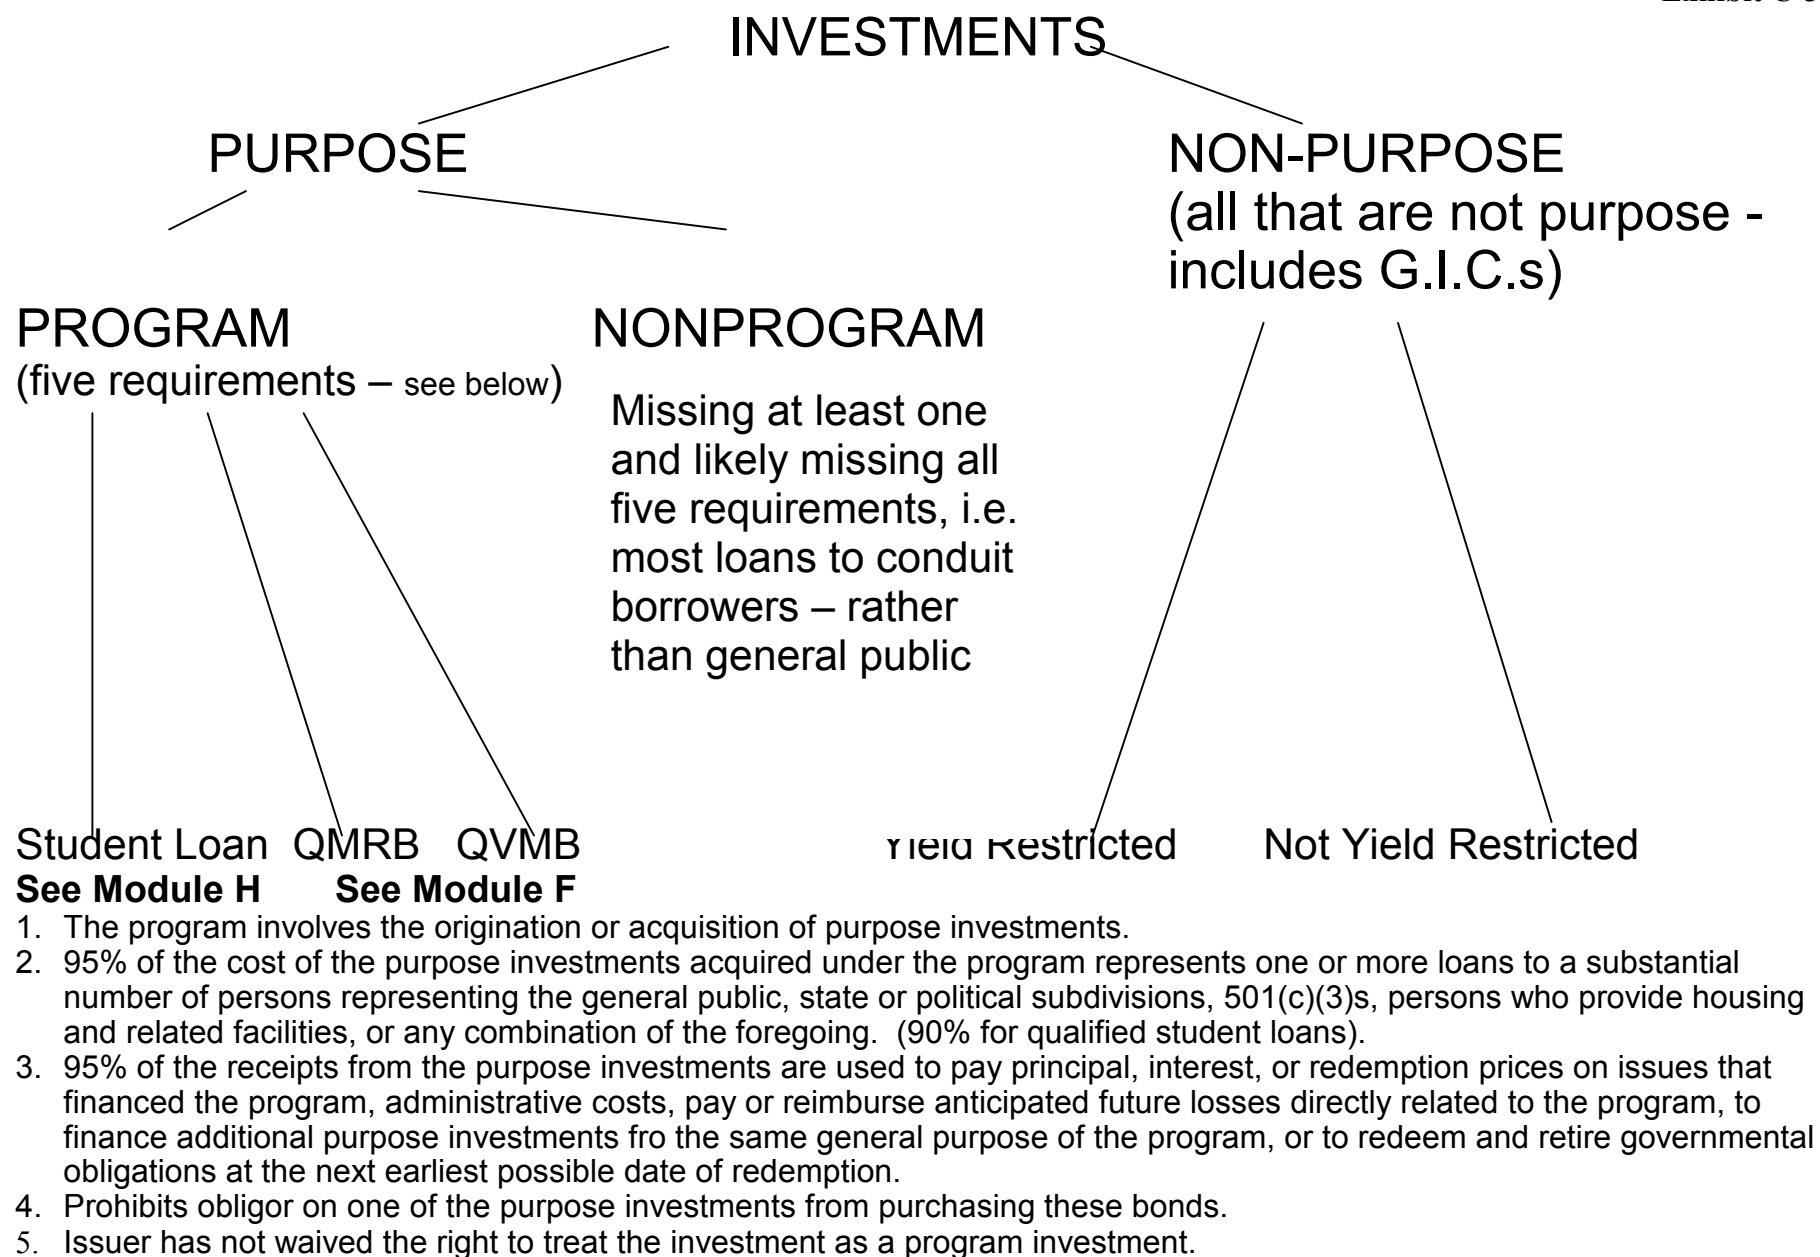 INVESTMENTS
PURPOSE
NON-PURPOSE
(all that are not purpose -
includes G.I.C.s)
PROGRAM
(five requirements – see below)
NONPROGRAM
Missing at least one
and likely missing all
five requirements, i.e.
most loans to conduit
borrowers – rather
than general public
Student Loan QMRB QVMB
Yield Restricted
Not Yield Restricted
See Module H See Module F
1. The program involves the origination or acquisition of purpose investments.
2. 95% of the cost of the purpose investments acquired under the program represents one or more loans to a substantial
number of persons representing the general public, state or political subdivisions, 501(c)(3)s, persons who provide housing
and related facilities, or any combination of the foregoing. (90% for qualified student loans).
3. 95% of the receipts from the purpose investments are used to pay principal, interest, or redemption prices on issues that
financed the program, administrative costs, pay or reimburse anticipated future losses directly related to the program, to
finance additional purpose investments fro the same general purpose of the program, or to redeem and retire governmental
obligations at the next earliest possible date of redemption.
4. Prohibits obligor on one of the purpose investments from purchasing these bonds.
5. Issuer has not waived the right to treat the investment as a program investment.